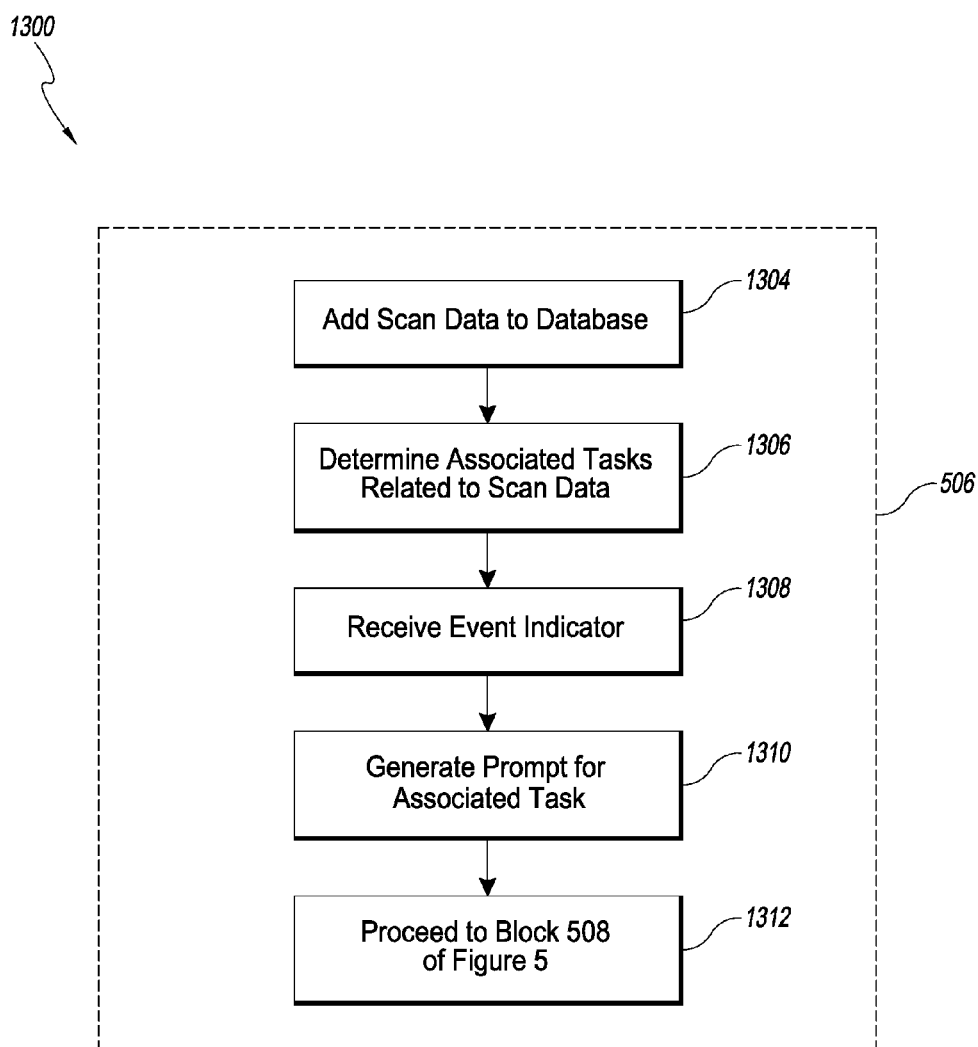 1300
1304
Add Scan Data to Database
1306
Determine Associated Tasks
Related to Scan Data
506
1308
Receive Event Indicator
1310
Generate Prompt for
Associated Task
1312
Proceed to Block 508
of Figure 5